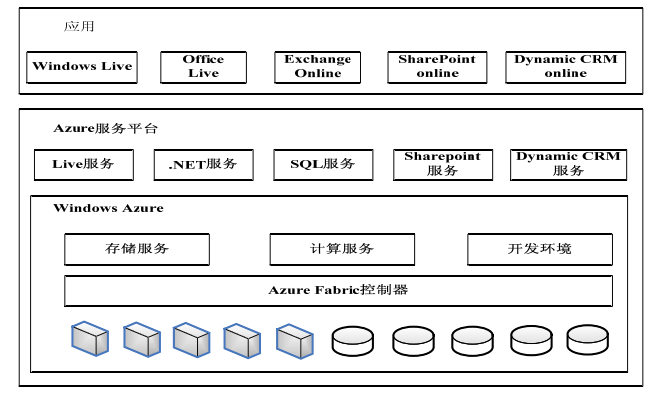 应用
Windows Live
Office Live
Exchange Online
SharePoint online
Dynamic CRM online
Azure服务平台
Live服务
.NET服务
SQL服务
Sharepoint 服务
Dynamic CRM 服务
Windows Azure
存储服务
计算服务
开发环境
Azure Fabric控制器